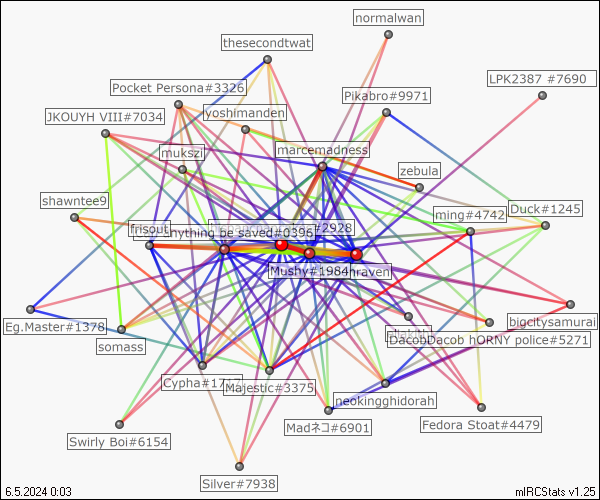 normalwan
thesecondtwat
LPK2387 #7690
Pocket Persona#3326
Pikabro#9971
JKOUYH VIII#7034
yoshimanden
marcemadness
mukszi
zebula
shawntee9
Duck#1245
ming#4742
frisout
anything be saved#0396
#2928
Mushy#1984
hraven
Eg.Master#1378
bigcitysamurai
somass
DacobDacob hORNY police#5271
Cypha#17
Majestic#3375
neokingghidorah
Madネコ#6901
Fedora Stoat#4479
Swirly Boi#6154
Silver#7938
6.5.2024 0:03
mIRCStats v1.25